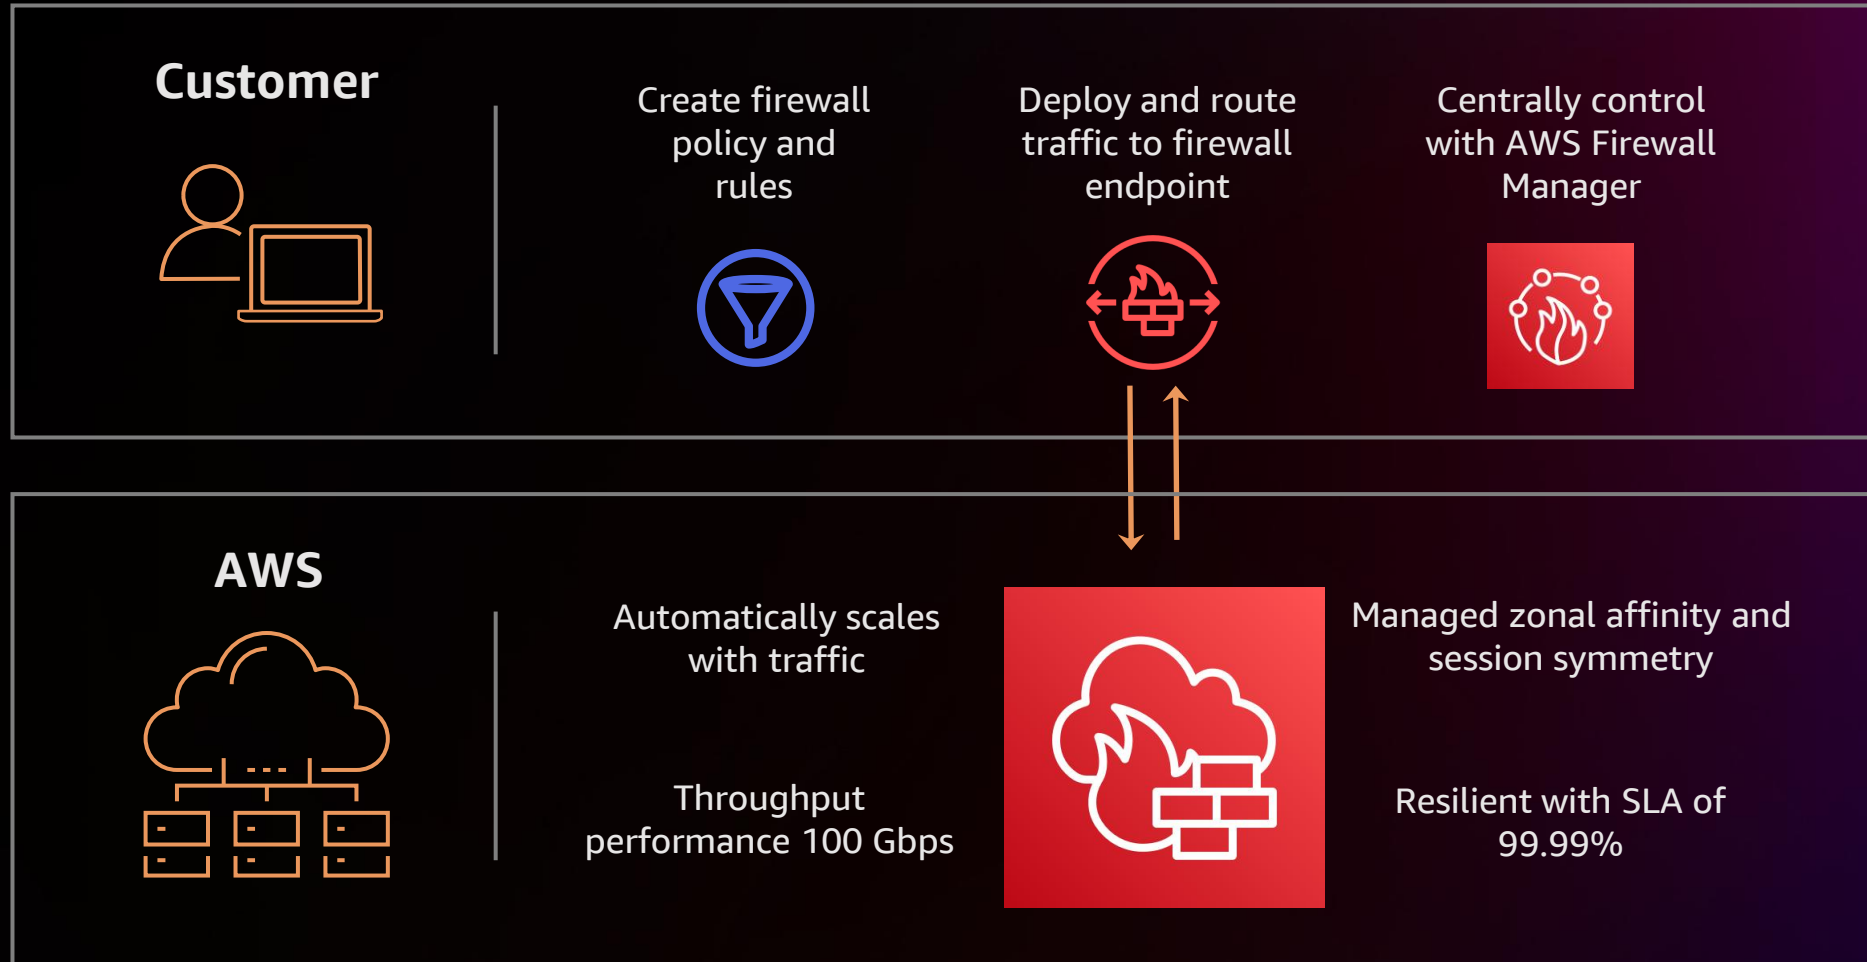 Customer
Create firewall
policy and
rules
Deploy and route
traffic to firewall
endpoint
Centrally control
with AWS Firewall
Manager
AWS
Automatically scales
with traffic
Throughput
performance 100 Gbps
Managed zonal affinity and
session symmetry
Resilient with SLA of
99.99%